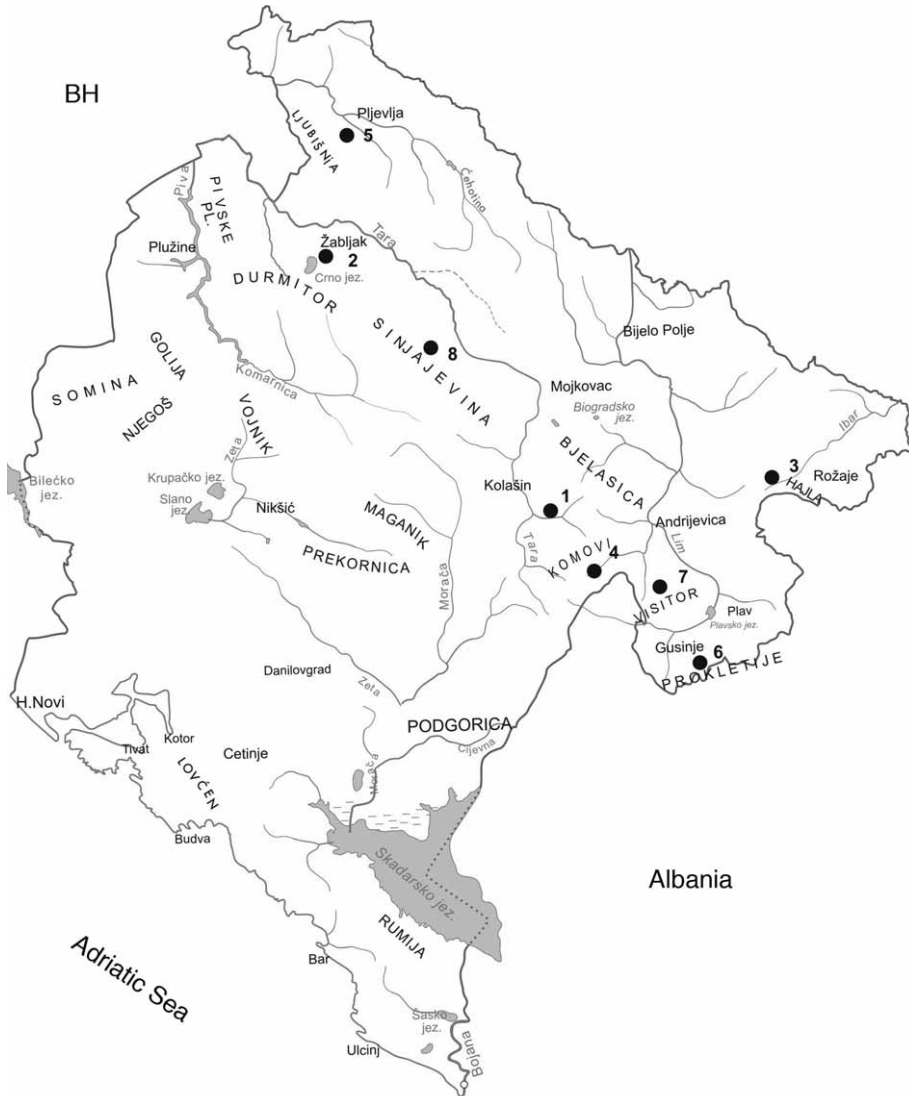 BH
Pljevlja
5
LJUBIŠNJA
Čehotina
Piva
PIVSKE
PL.
Tara
Plužine
Žabljak
2
Crno jez.
DURMITOR
Bijelo Polje
SINJAJEVINA
8
GOLIJA
SOMINA
NJEGOŠ
Komarnica
Mojkovac
Biogradsko
jez.
VOJNIK
Zeta
BJELASICA
Ibar
3
Rožaje
HAJLA
Bilećko
jez.
Krupačko jez.
Slano
jez.
Nikšić
Kolašin
1
MAGANIK
Andrijevica
PREKORNICA
Tara
KOMOVI
4
Lim
7
VISITOR
Morača
Plav
Plavsko jez.
Gusinje
6
PROKLETIJE
Danilovgrad
Zeta
H.Novi
PODGORICA
Cijevna
Kotor
Tivat
Cetinje
LOVĆEN
Morača
Budva
Skadarsko jez.
Albania
RUMIJA
Adriatic Sea
Bar
Šasko
jez.
Ulcinj
Bojana